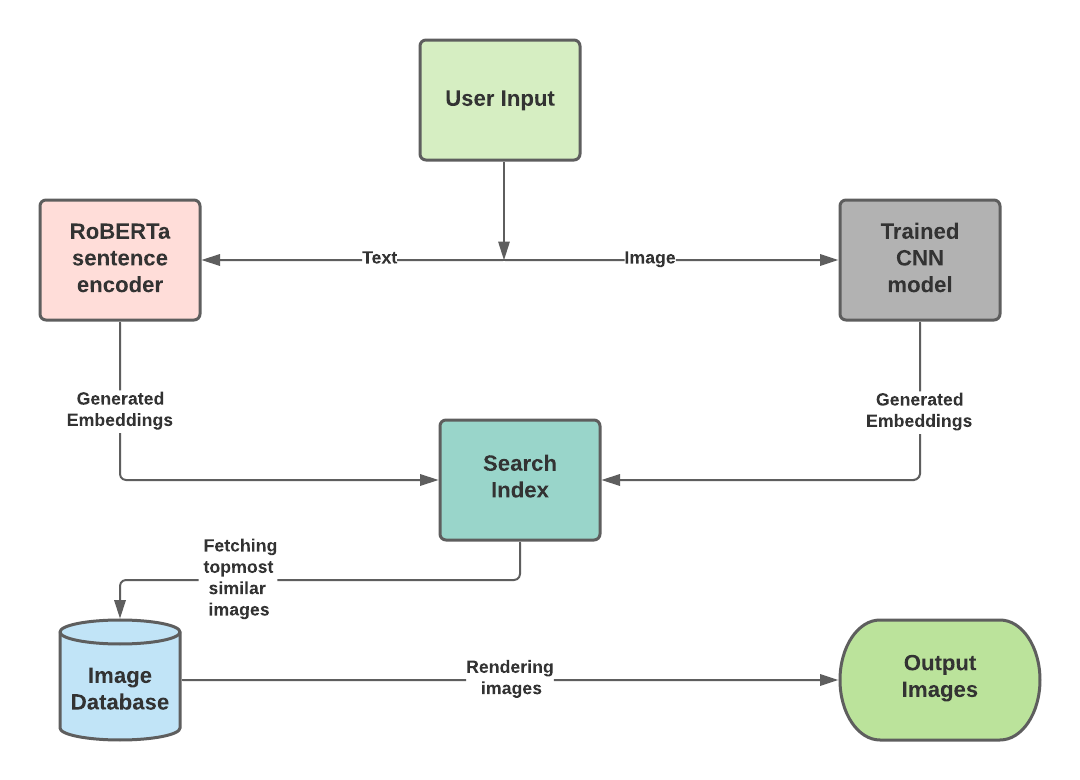 User Input
RoBERTa
sentence
encoder
Text
Image
Trained
CNN
model
Generated
Embeddings
Generated
Embeddings
Search
Index
Fetching
topmost
similar
images
Image
Database
Rendering
images
Output
Images